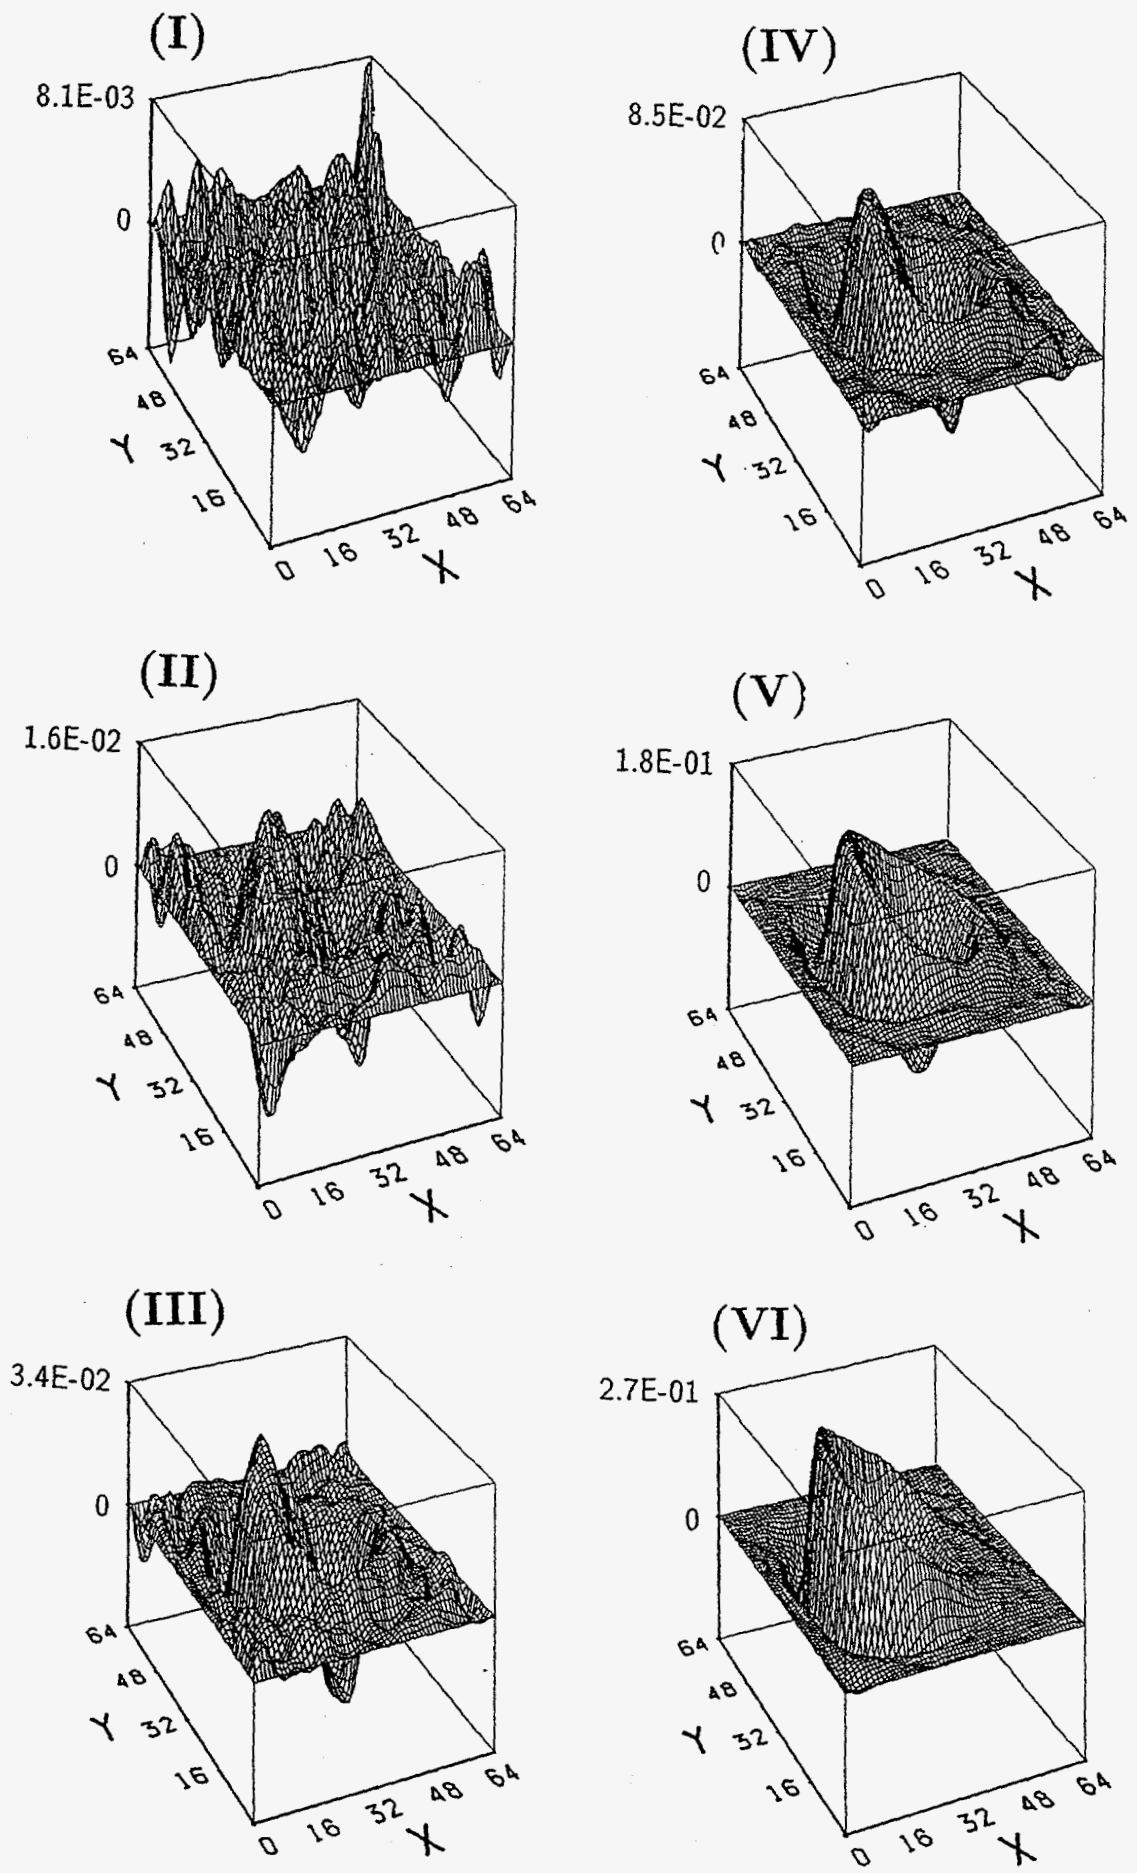 (I)
8.1E-03
0
64
48
Y 32
16
0 16 32 48 64
X
(II)
1.6E-02
0
64
48
Y 32
16
0 16 32 48 64
X
(III)
3.4E-02
0
64
48
Y 32
16
0 16 32 48 64
X
(IV)
8.5E-02
0
64
48
Y 32
16
0 16 32 48 64
X
(V)
1.8E-01
0
64
48
Y 32
16
0 16 32 48 64
X
(VI)
2.7E-01
0
64
48
Y 32
16
0 16 32 48 64
X